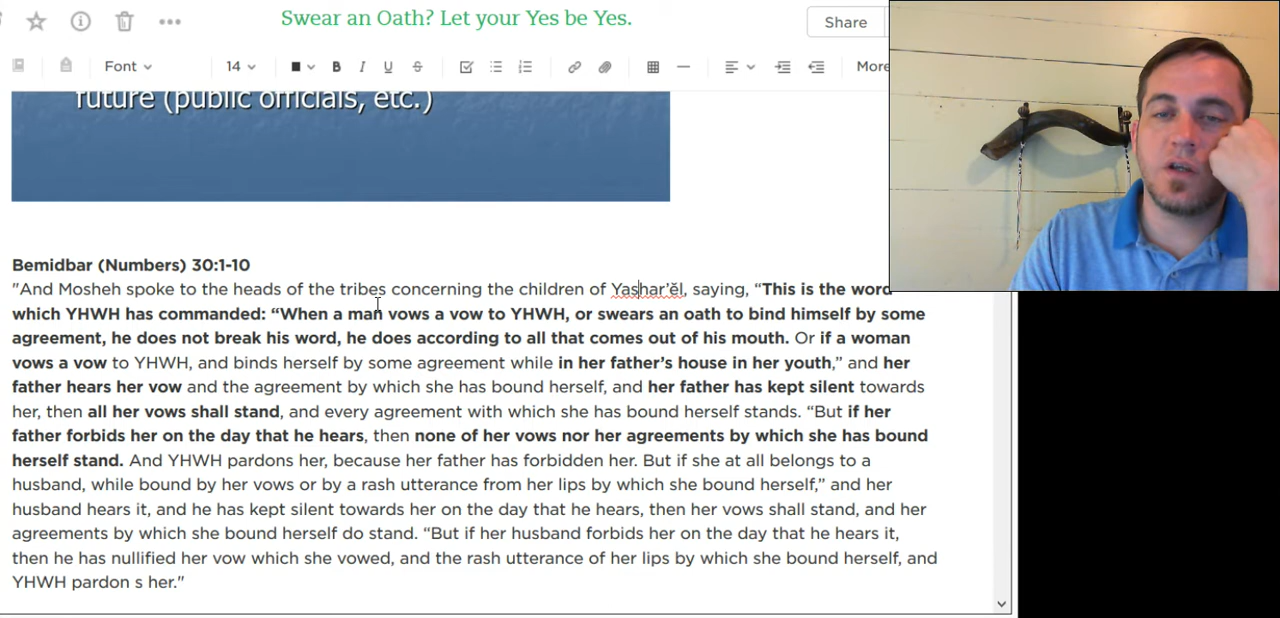 Swear an Oath? Let your Yes be Yes.
Share
Font
14
B I U S
More
future (public officials, etc.)
Bemidbar (Numbers) 30:1-10
"And Mosheh spoke to the heads of the tribes concerning the children of Yashar'ĕl, saying, “This is the word
which YHWH has commanded: “When a man vows a vow to YHWH, or swears an oath to bind himself by some
agreement, he does not break his word, he does according to all that comes out of his mouth. Or if a woman
vows a vow to YHWH, and binds herself by some agreement while in her father’s house in her youth,” and her
father hears her vow and the agreement by which she has bound herself, and her father has kept silent towards
her, then all her vows shall stand, and every agreement with which she has bound herself stands. “But if her
father forbids her on the day that he hears, then none of her vows nor her agreements by which she has bound
herself stand. And YHWH pardons her, because her father has forbidden her. But if she at all belongs to a
husband, while bound by her vows or by a rash utterance from her lips by which she bound herself,” and her
husband hears it, and he has kept silent towards her on the day that he hears, then her vows shall stand, and her
agreements by which she bound herself do stand. “But if her husband forbids her on the day that he hears it,
then he has nullified her vow which she vowed, and the rash utterance of her lips by which she bound herself, and
YHWH pardon s her."